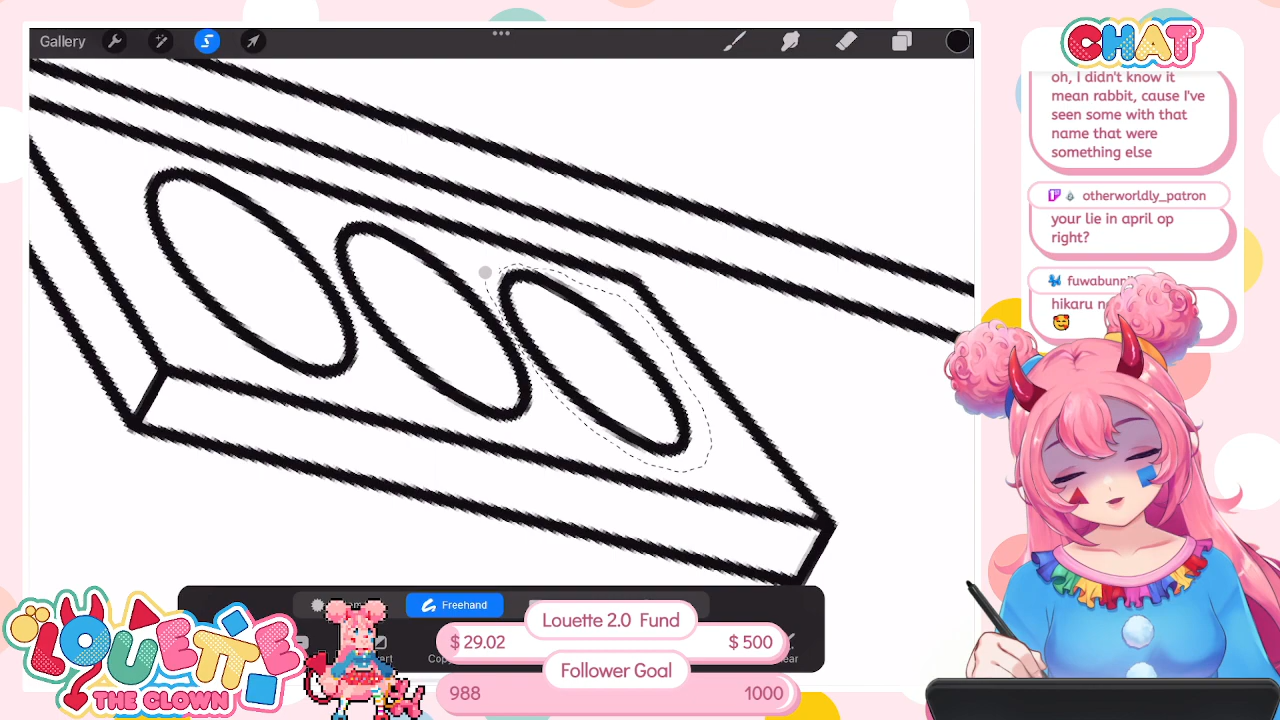 Gallery
CHAT
oh, I didn't know it
mean rabbit, cause I've
seen some with that
name that were
something else
otherworldly_patron
your lie in april op
right?
hikaru
Freehand
Louette 2.0 Fund
$ 29.02
$ 500
Follower Goal
988
1000
LOUETTE
THE CLOWN